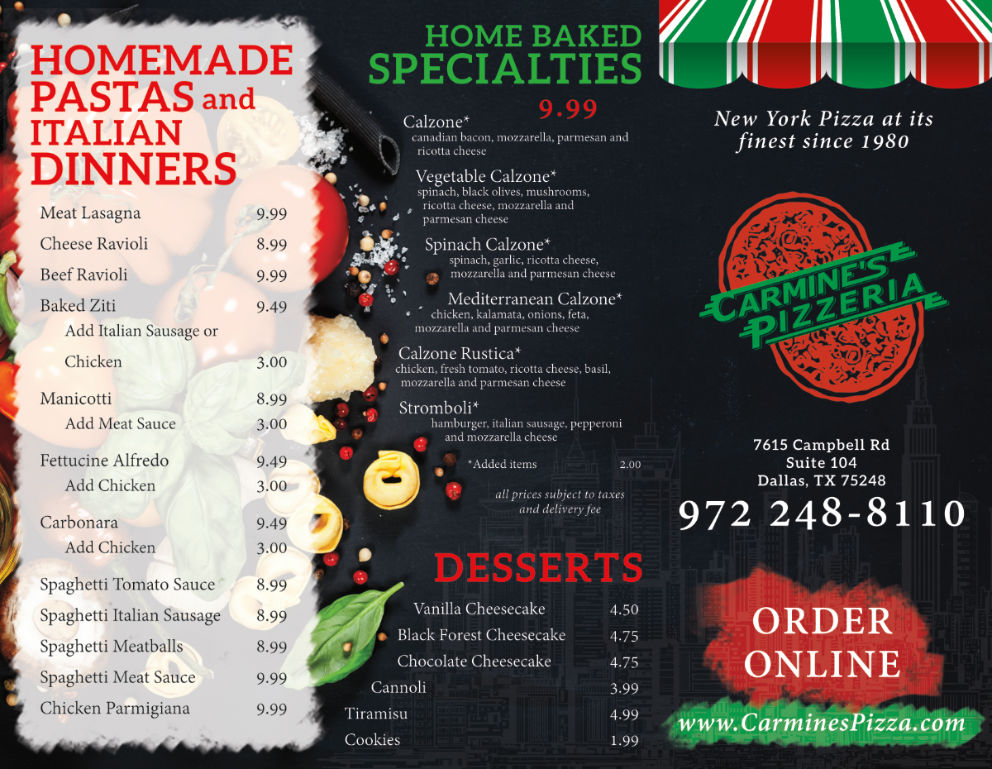 HOMEMADE
PASTAS and
ITALIAN
DINNERS
Meat Lasagna 9.99
Cheese Ravioli 8.99
Beef Ravioli 9.99
Baked Ziti 9.49
Add Italian Sausage or
Chicken 3.00
Manicotti 8.99
Add Meat Sauce 3.00
Fettucine Alfredo 9.49
Add Chicken 3.00
Carbonara 9.49
Add Chicken 3.00
Spaghetti Tomato Sauce 8.99
Spaghetti Italian Sausage 8.99
Spaghetti Meatballs 8.99
Spaghetti Meat Sauce 9.99
Chicken Parmigiana 9.99
HOME BAKED
SPECIALTIES
9.99
Calzone*
canadian bacon, mozzarella, parmesan and
ricotta cheese
Vegetable Calzone*
spinach, black olives, mushrooms,
ricotta cheese, mozzarella and
parmesan cheese
Spinach Calzone*
spinach, garlic, ricotta cheese,
mozzarella and parmesan cheese
Mediterranean Calzone*
chicken, kalamata, onions, feta,
mozzarella and parmesan cheese
Calzone Rustica*
chicken, fresh tomato, ricotta cheese, basil,
mozzarella and parmesan cheese
Stromboli*
hamburger, italian sausage, pepperoni
and mozzarella cheese
*Added items 2.00
all prices subject to taxes
and delivery fee
DESSERTS
Vanilla Cheesecake 4.50
Black Forest Cheesecake 4.75
Chocolate Cheesecake 4.75
Cannoli 3.99
Tiramisu 4.99
Cookies 1.99
New York Pizza at its
finest since 1980
CARMINE'S
PIZZERIA
7615 Campbell Rd
Suite 104
Dallas, TX 75248
972 248-8110
ORDER
ONLINE
www.CarminesPizza.com